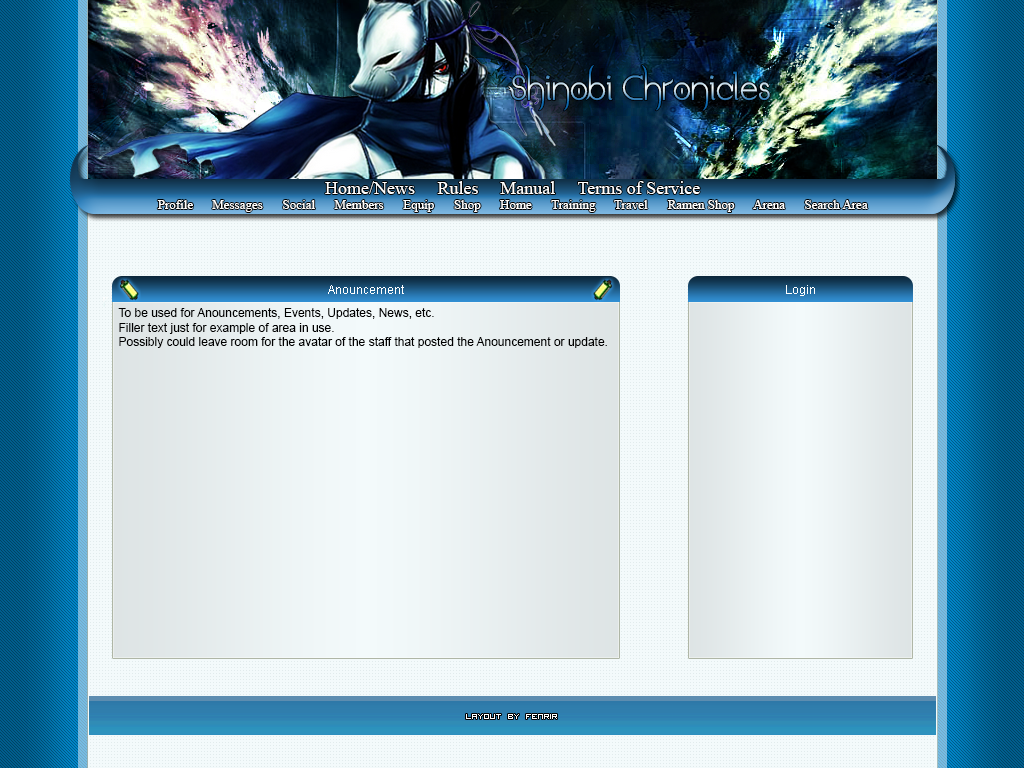 Shinobi Chronicles
Home/News Rules Manual Terms of Service
Profile Messages Social Members Equip Shop Home Training Travel Ramen Shop Arena Search Area
Anouncement
Login
To be used for Anouncements, Events, Updates, News, etc.
Filler text just for example of area in use.
Possibly could leave room for the avatar of the staff that posted the Anouncement or update.
LAYOUT BY FENRIR